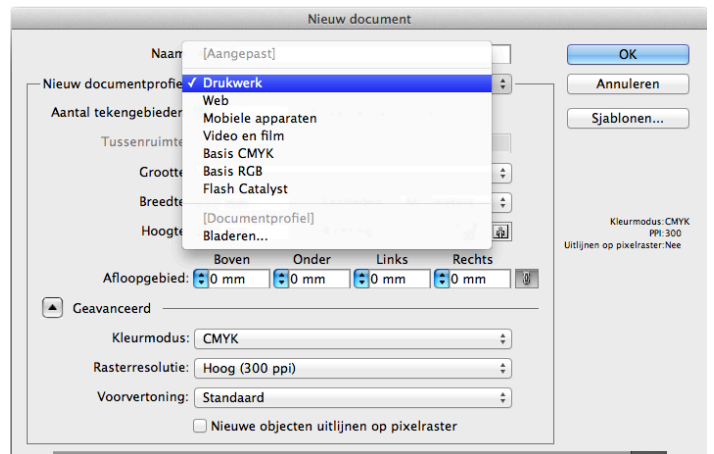 Nieuw document
Naam
[Aangepast]
OK
Nieuw documentprofie
✓ Drukwerk
Annuleren
Web
Aantal tekengebieder
Mobiele apparaten
Sjablonen...
Video en film
Tussenruimte
Basis CMYK
Grootte
Basis RGB
Breedte
Flash Catalyst
[Documentprofiel]
Hoogte
Bladeren...
Kleurmodus:CMYK
PPI:300
Uitlijnen op pixelraster:Nee
Boven Onder Links Rechts
Afloopgebied: 0 mm 0 mm 0 mm 0 mm
Geavanceerd
Kleurmodus: CMYK
Rasterresolutie: Hoog (300 ppi)
Voorvertoning: Standaard
Nieuwe objecten uitlijnen op pixelraster